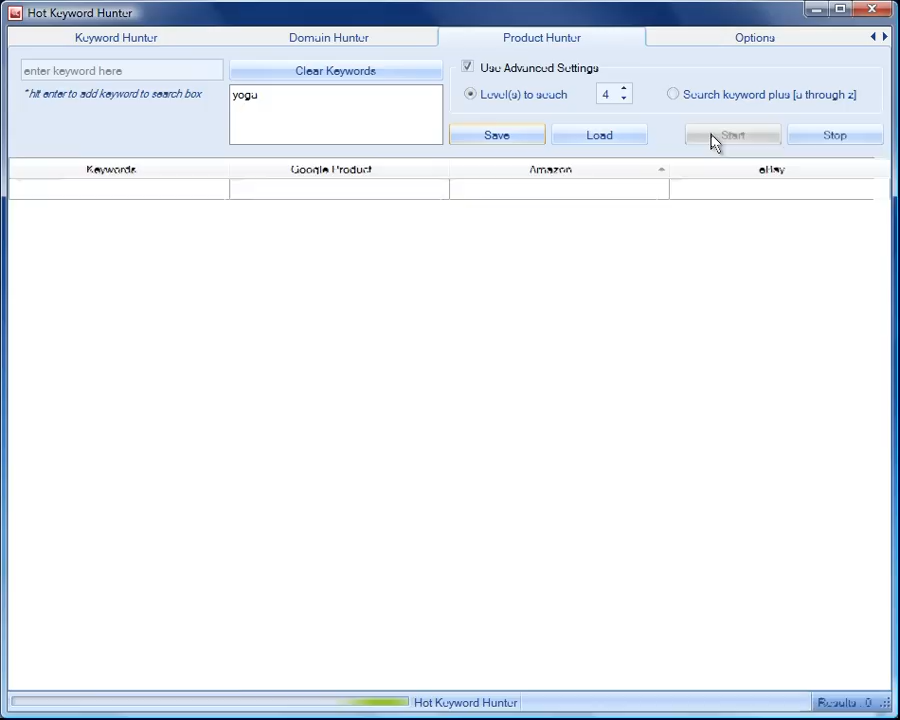 Hot Keyword Hunter
Keyword Hunter Domain Hunter Product Hunter Options
enter keyword here Clear Keywords Use Advanced Settings
*hit enter to add keyword to search box yoga Level(s) to search 4 Search keyword plus [a through z]
Save Load Start Stop
Keywords Google Product Amazon eBay
Hot Keyword Hunter Results : 0